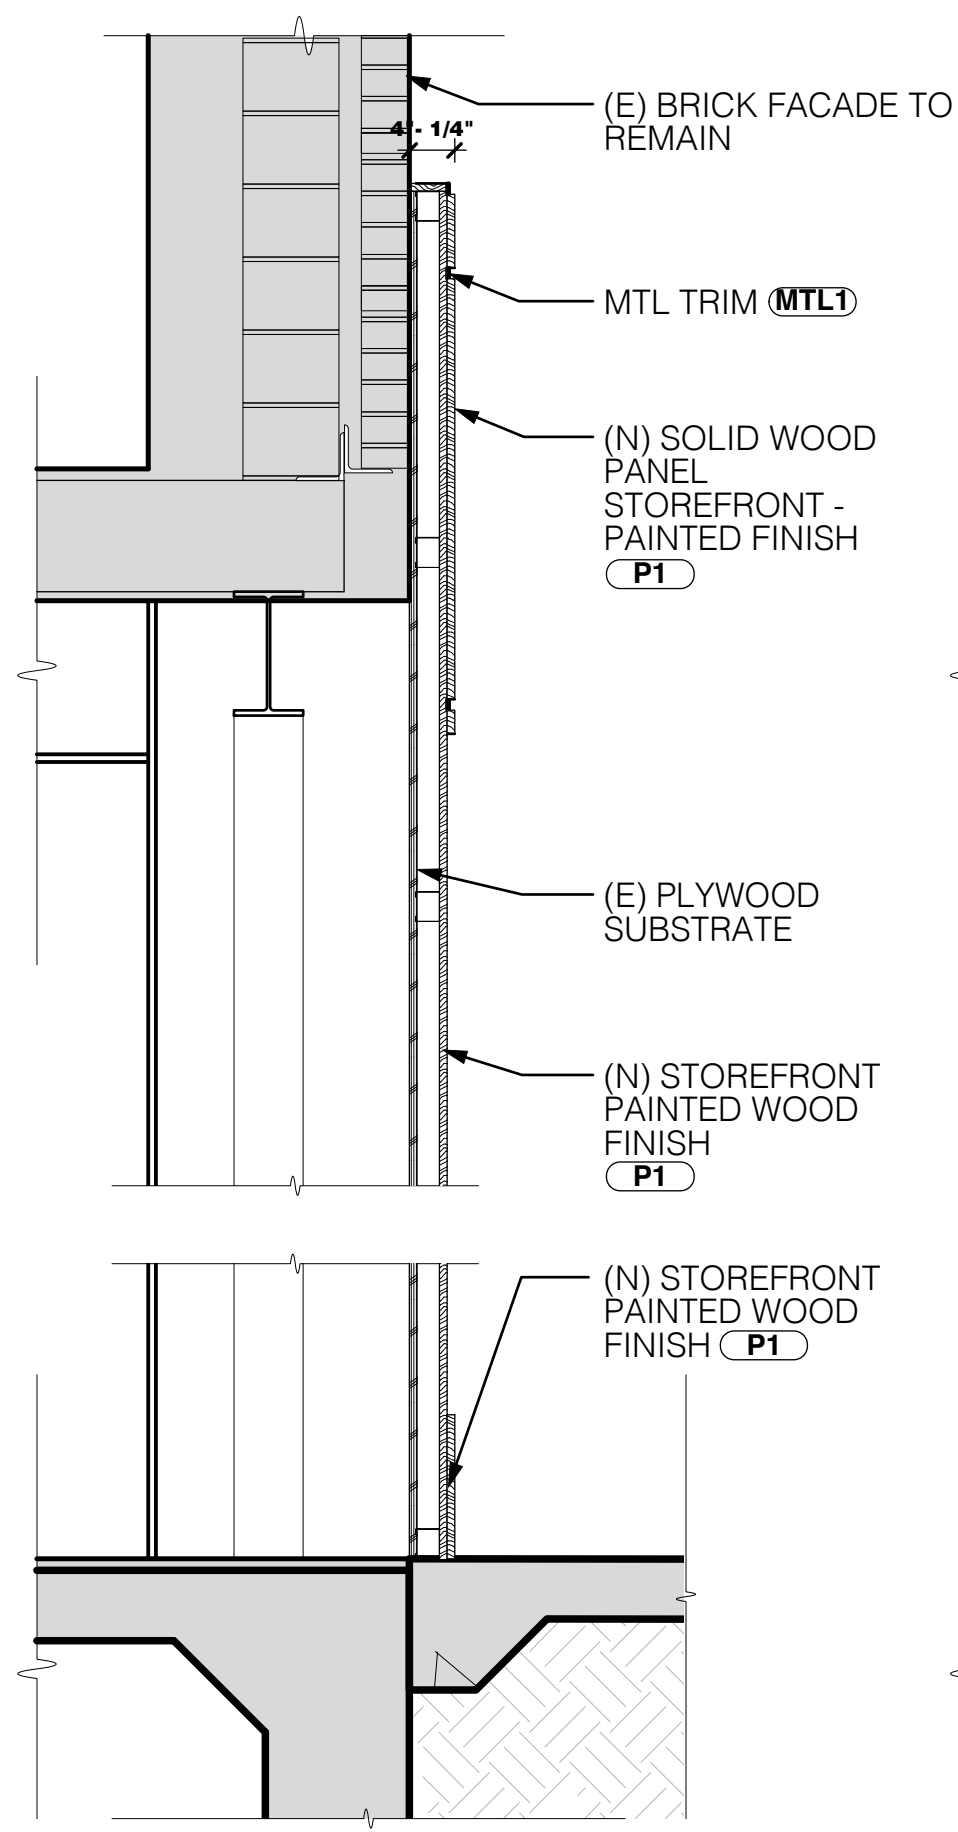 (E) BRICK FACADE TO
REMAIN
4"- 1/4"
MTL TRIM MTL1
(N) SOLID WOOD
PANEL
STOREFRONT -
PAINTED FINISH
P1
(E) PLYWOOD
SUBSTRATE
(N) STOREFRONT
PAINTED WOOD
FINISH
P1
(N) STOREFRONT
PAINTED WOOD
FINISH P1